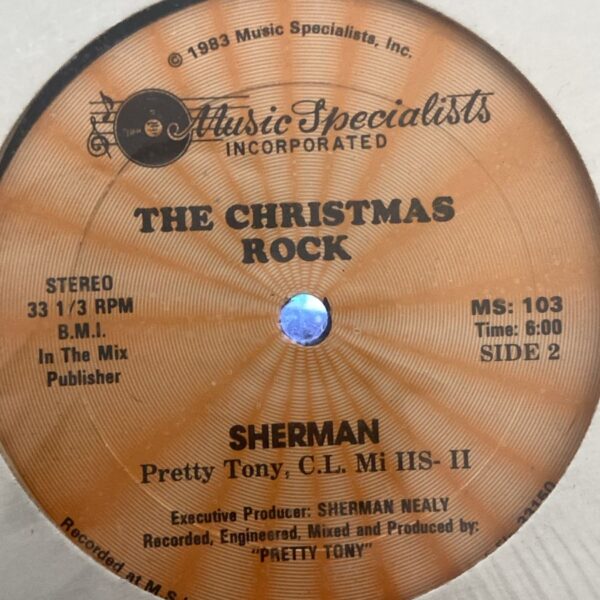 © 1983 Music Specialists, Inc.
Music Specialists
INCORPORATED
THE CHRISTMAS
ROCK
STEREO
33 1/3 RPM
B.M.I.
In The Mix
Publisher
MS: 103
Time: 6:00
SIDE 2
SHERMAN
Pretty Tony, C.L. Mi IIS- II
Executive Producer: SHERMAN NEALY
Recorded, Engineered, Mixed and Produced by:
"PRETTY TONY"
Recorded at M.S.
33150